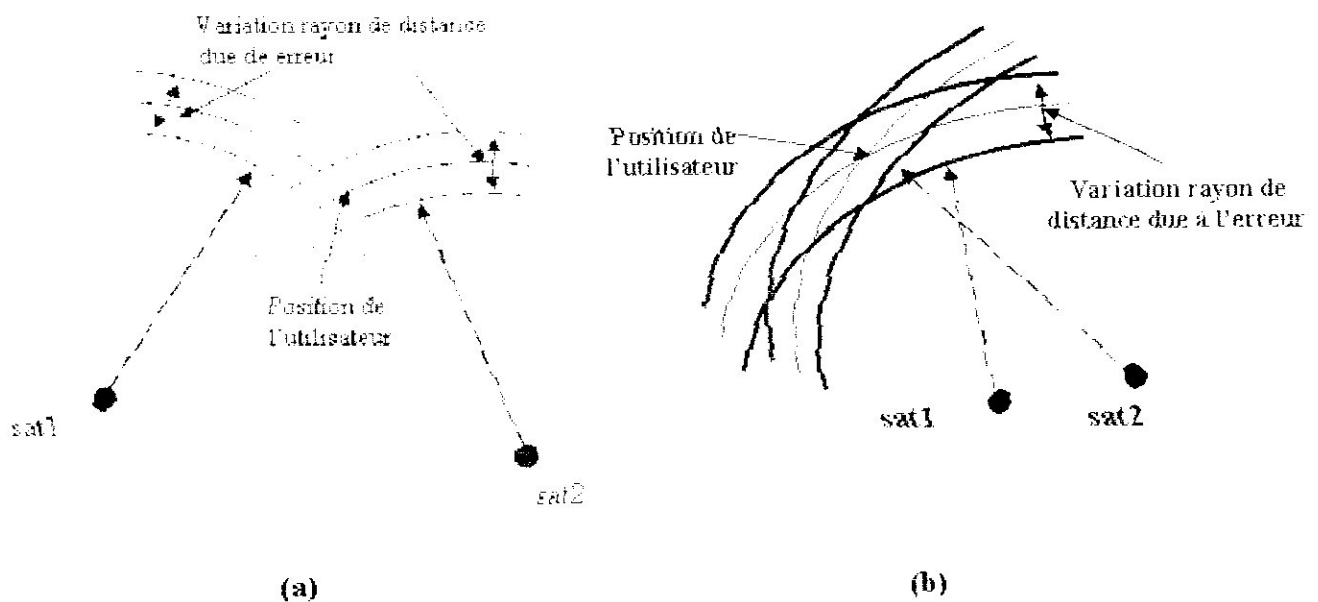 Variation rayon de distance
due de erreur
Position de
l'utilisateur
sat1
sat2
(a)
Position de
l'utilisateur
Variation rayon de
distance due à l'erreur
sat1
sat2
(b)